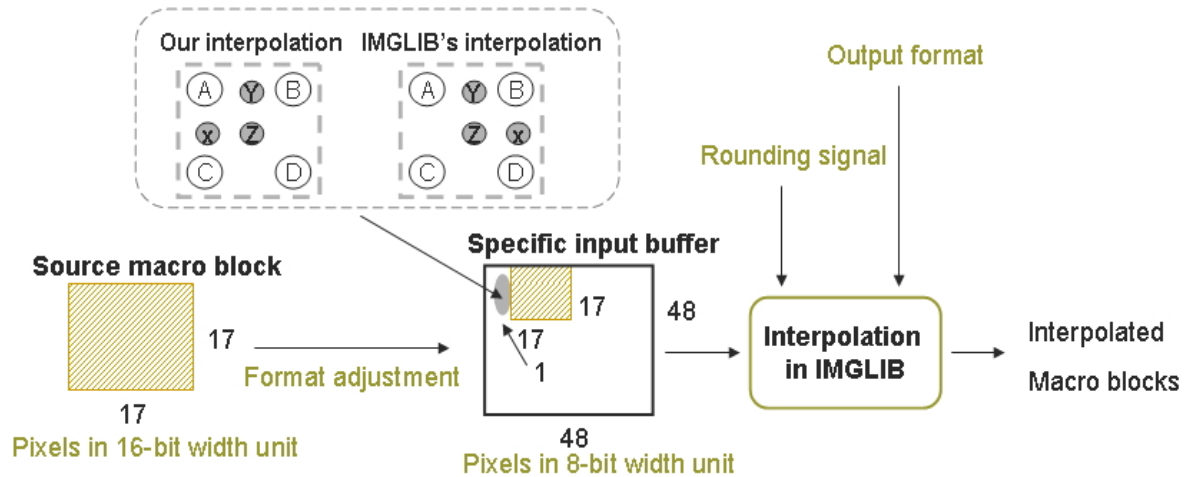 Our interpolation
IMGLIB's interpolation
A Y B
x Z
C D
A Y B
Z x
C D
Output format
Rounding signal
Source macro block
17
17
Pixels in 16-bit width unit
Format adjustment
Specific input buffer
17
17
1
48
48
Pixels in 8-bit width unit
Interpolation
in IMGLIB
Interpolated
Macro blocks